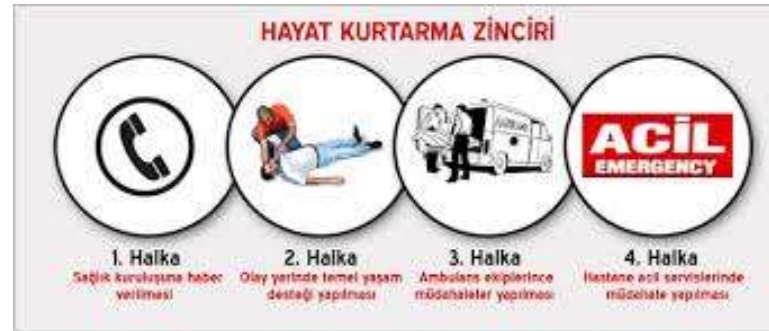 HAYAT KURTARMA ZİNCİRİ
ACİL
EMERGENCY
1. Halka
Sağlık kuruluşuna haber
verilmesi
2. Halka
Olay yerinde temel yaşam
desteği yapılması
3. Halka
Ambulans ekiplerince
müdahaleler yapılması
4. Halka
Hastane acil servislerinde
müdahale yapılması